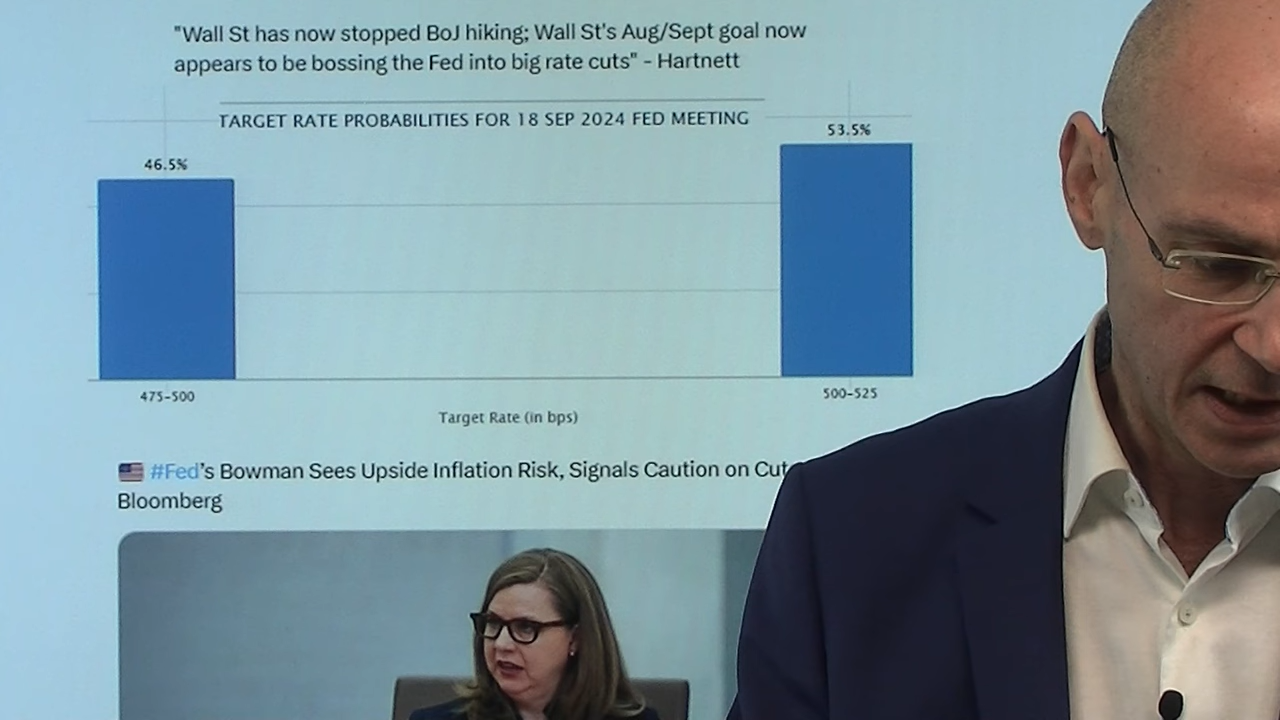 "Wall St has now stopped BoJ hiking; Wall St's Aug/Sept goal now
appears to be bossing the Fed into big rate cuts" - Hartnett
TARGET RATE PROBABILITIES FOR 18 SEP 2024 FED MEETING
46.5%
53.5%
475-500
500-525
Target Rate (in bps)
#Fed's Bowman Sees Upside Inflation Risk, Signals Caution on
Bloomberg